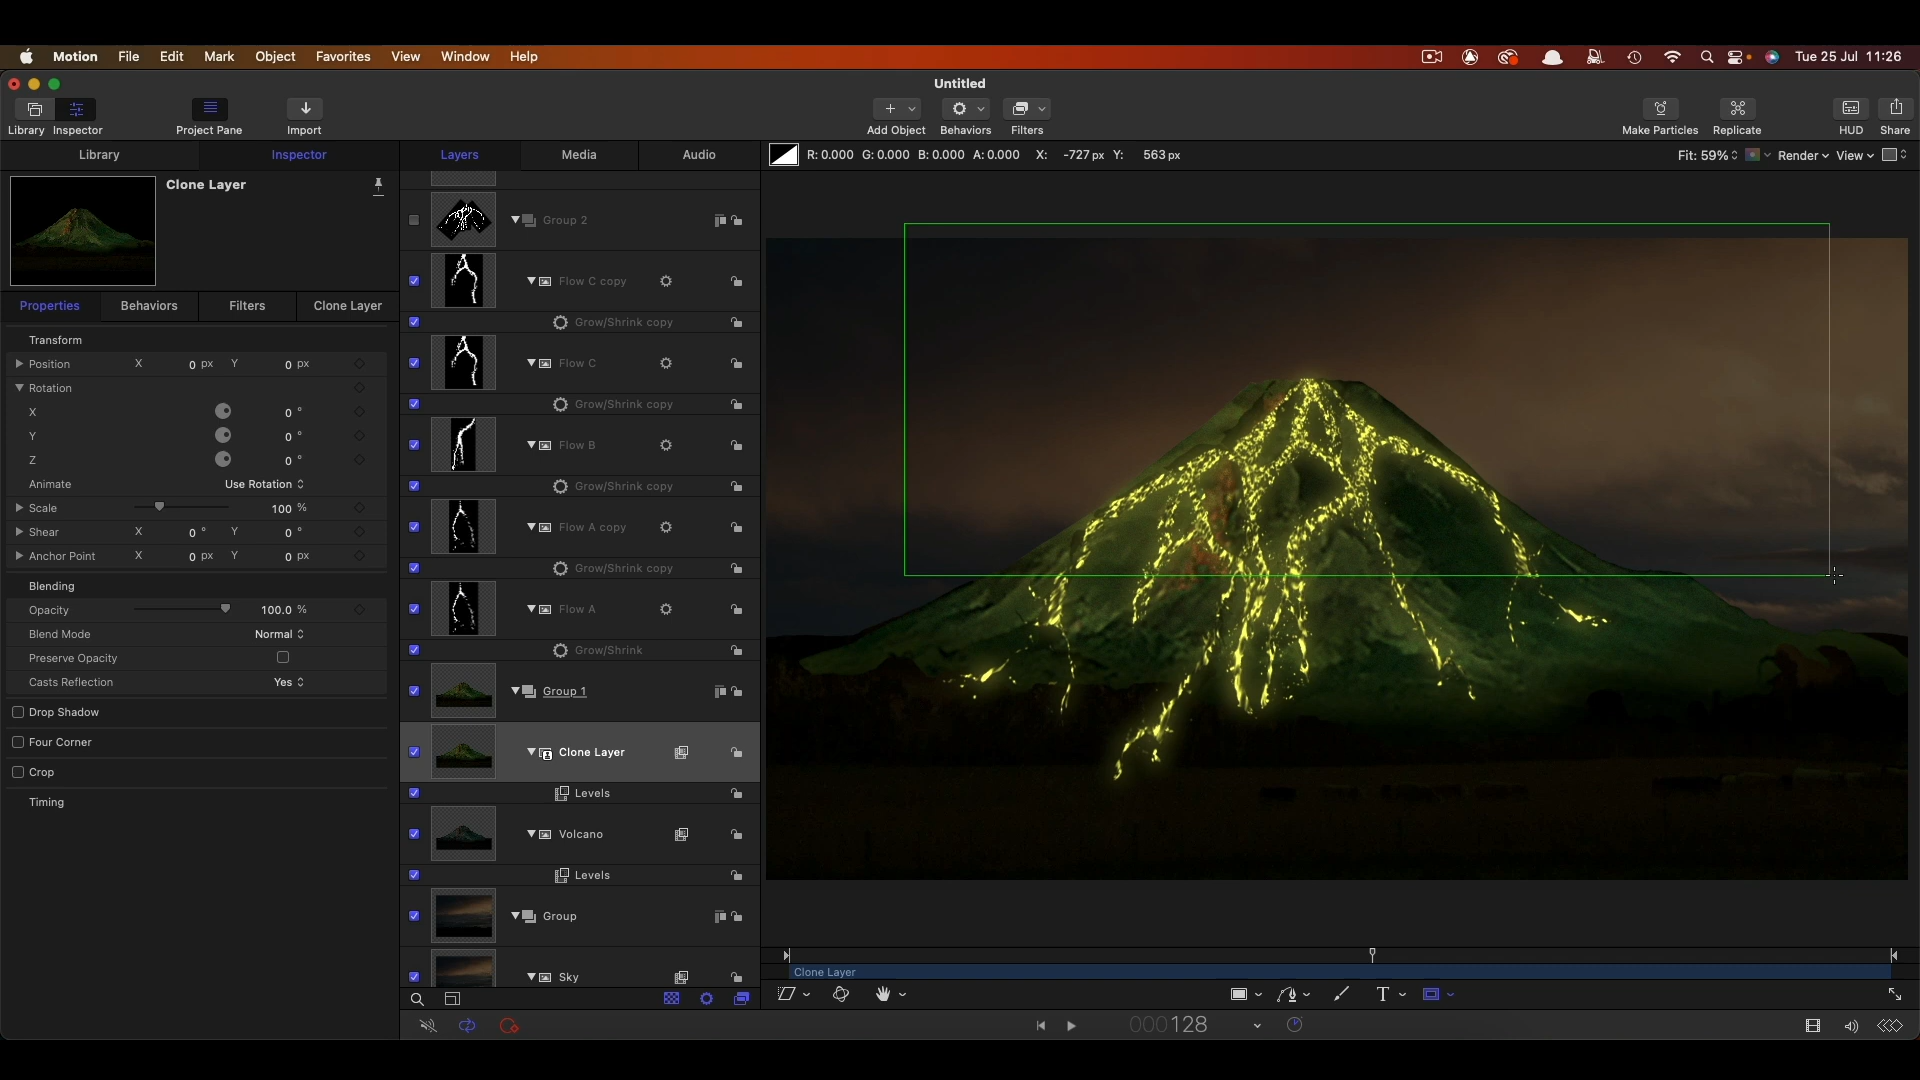 Motion File Edit Mark Object Favorites View Window Help Tue 25 Jul 11:26
Untitled
Library Inspector Project Pane Import Add Object Behaviors Filters Make Particles Replicate HUD Share
Library Inspector Layers Media Audio R: 0.000 G: 0.000 B: 0.000 A: 0.000 X: -727 px Y: 563 px Fit: 59% Render View
Clone Layer
Properties Behaviors Filters Clone Layer
Transform
Position X 0 px Y 0 px
Rotation
X 0 °
Y 0 °
Z 0 °
Animate Use Rotation
Scale 100 %
Shear X 0 ° Y 0 °
Anchor Point X 0 px Y 0 px
Blending
Opacity 100.0 %
Blend Mode Normal
Preserve Opacity
Casts Reflection Yes
Drop Shadow
Four Corner
Crop
Timing
Group 2
Flow C copy
Grow/Shrink copy
Flow C
Grow/Shrink copy
Flow B
Grow/Shrink copy
Flow A copy
Grow/Shrink copy
Flow A
Grow/Shrink
Group 1
Clone Layer
Levels
Volcano
Levels
Group
Sky
Clone Layer
T
000128